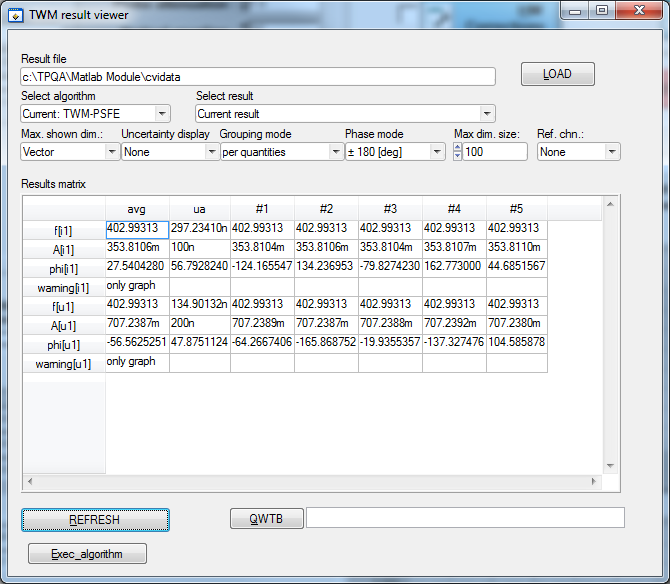 TWM result viewer
Result file
c:\TPQA\Matlab Module\cvidata
LOAD
Select algorithm Select result
Current: TWM-PSFE Current result
Max. shown dim.: Uncertainty display Grouping mode Phase mode Max dim. size: Ref. chn.:
Vector None per quantities ± 180 [deg] 100 None
Results matrix
avg ua #1 #2 #3 #4 #5
f[i1] 402.99313 297.23410n 402.99313 402.99313 402.99313 402.99313 402.99313
A[i1] 353.8106m 100n 353.8104m 353.8106m 353.8104m 353.8107m 353.8110m
phi[i1] 27.5404280 56.7928240 -124.165547 134.236953 -79.8274230 162.773000 44.6851567
warning[i1] only graph
f[u1] 402.99313 134.90132n 402.99313 402.99313 402.99313 402.99313 402.99313
A[u1] 707.2387m 200n 707.2389m 707.2387m 707.2388m 707.2392m 707.2380m
phi[u1] -56.5625251 47.8751124 -64.2667406 -165.868752 -19.9355357 -137.327476 104.585878
warning[u1] only graph
REFRESH QWTB
Exec_algorithm